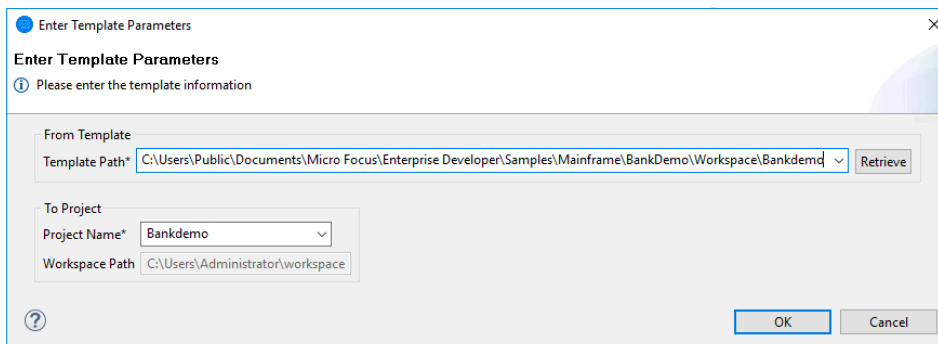 Enter Template Parameters
Enter Template Parameters
Please enter the template information
From Template
Template Path* C:\Users\Public\Documents\Micro Focus\Enterprise Developer\Samples\Mainframe\BankDemo\Workspace\Bankdemo Retrieve
To Project
Project Name* Bankdemo
Workspace Path C:\Users\Administrator\workspace
OK Cancel